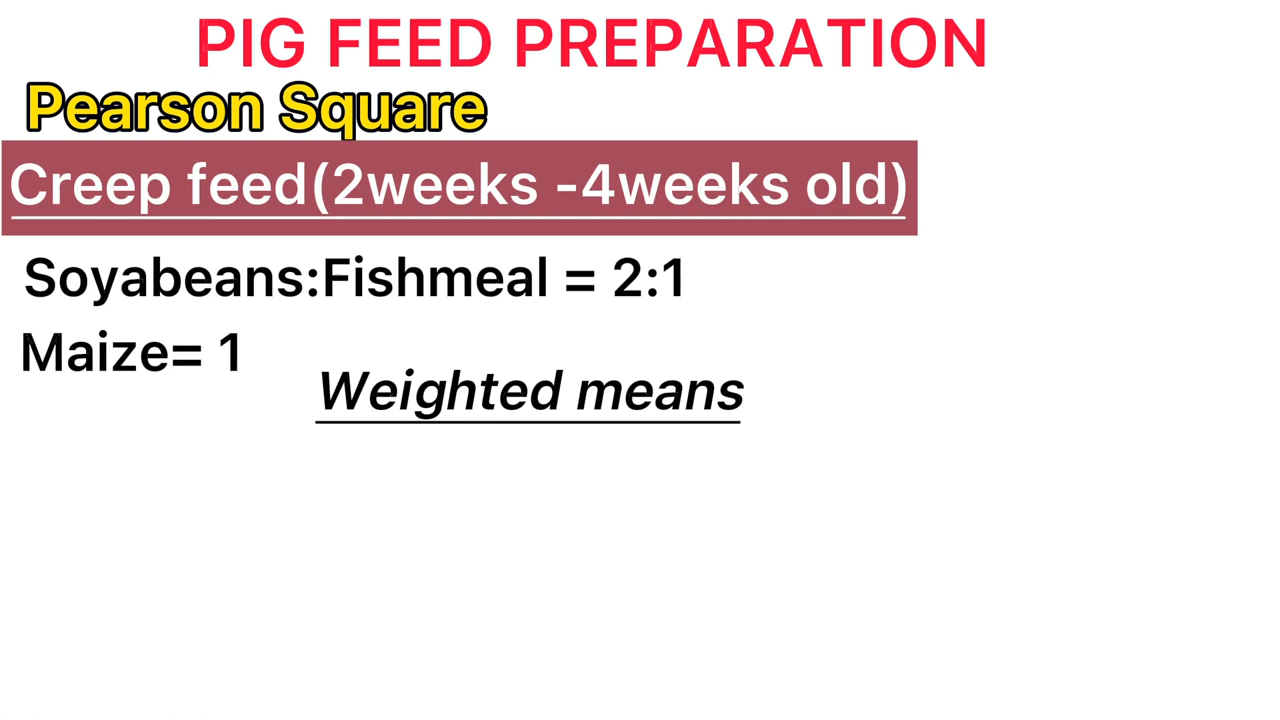 PIG FEED PREPARATION
Pearson Square
Creep feed(2weeks -4weeks old)
Soyabeans:Fishmeal = 2:1
Maize= 1
Weighted means